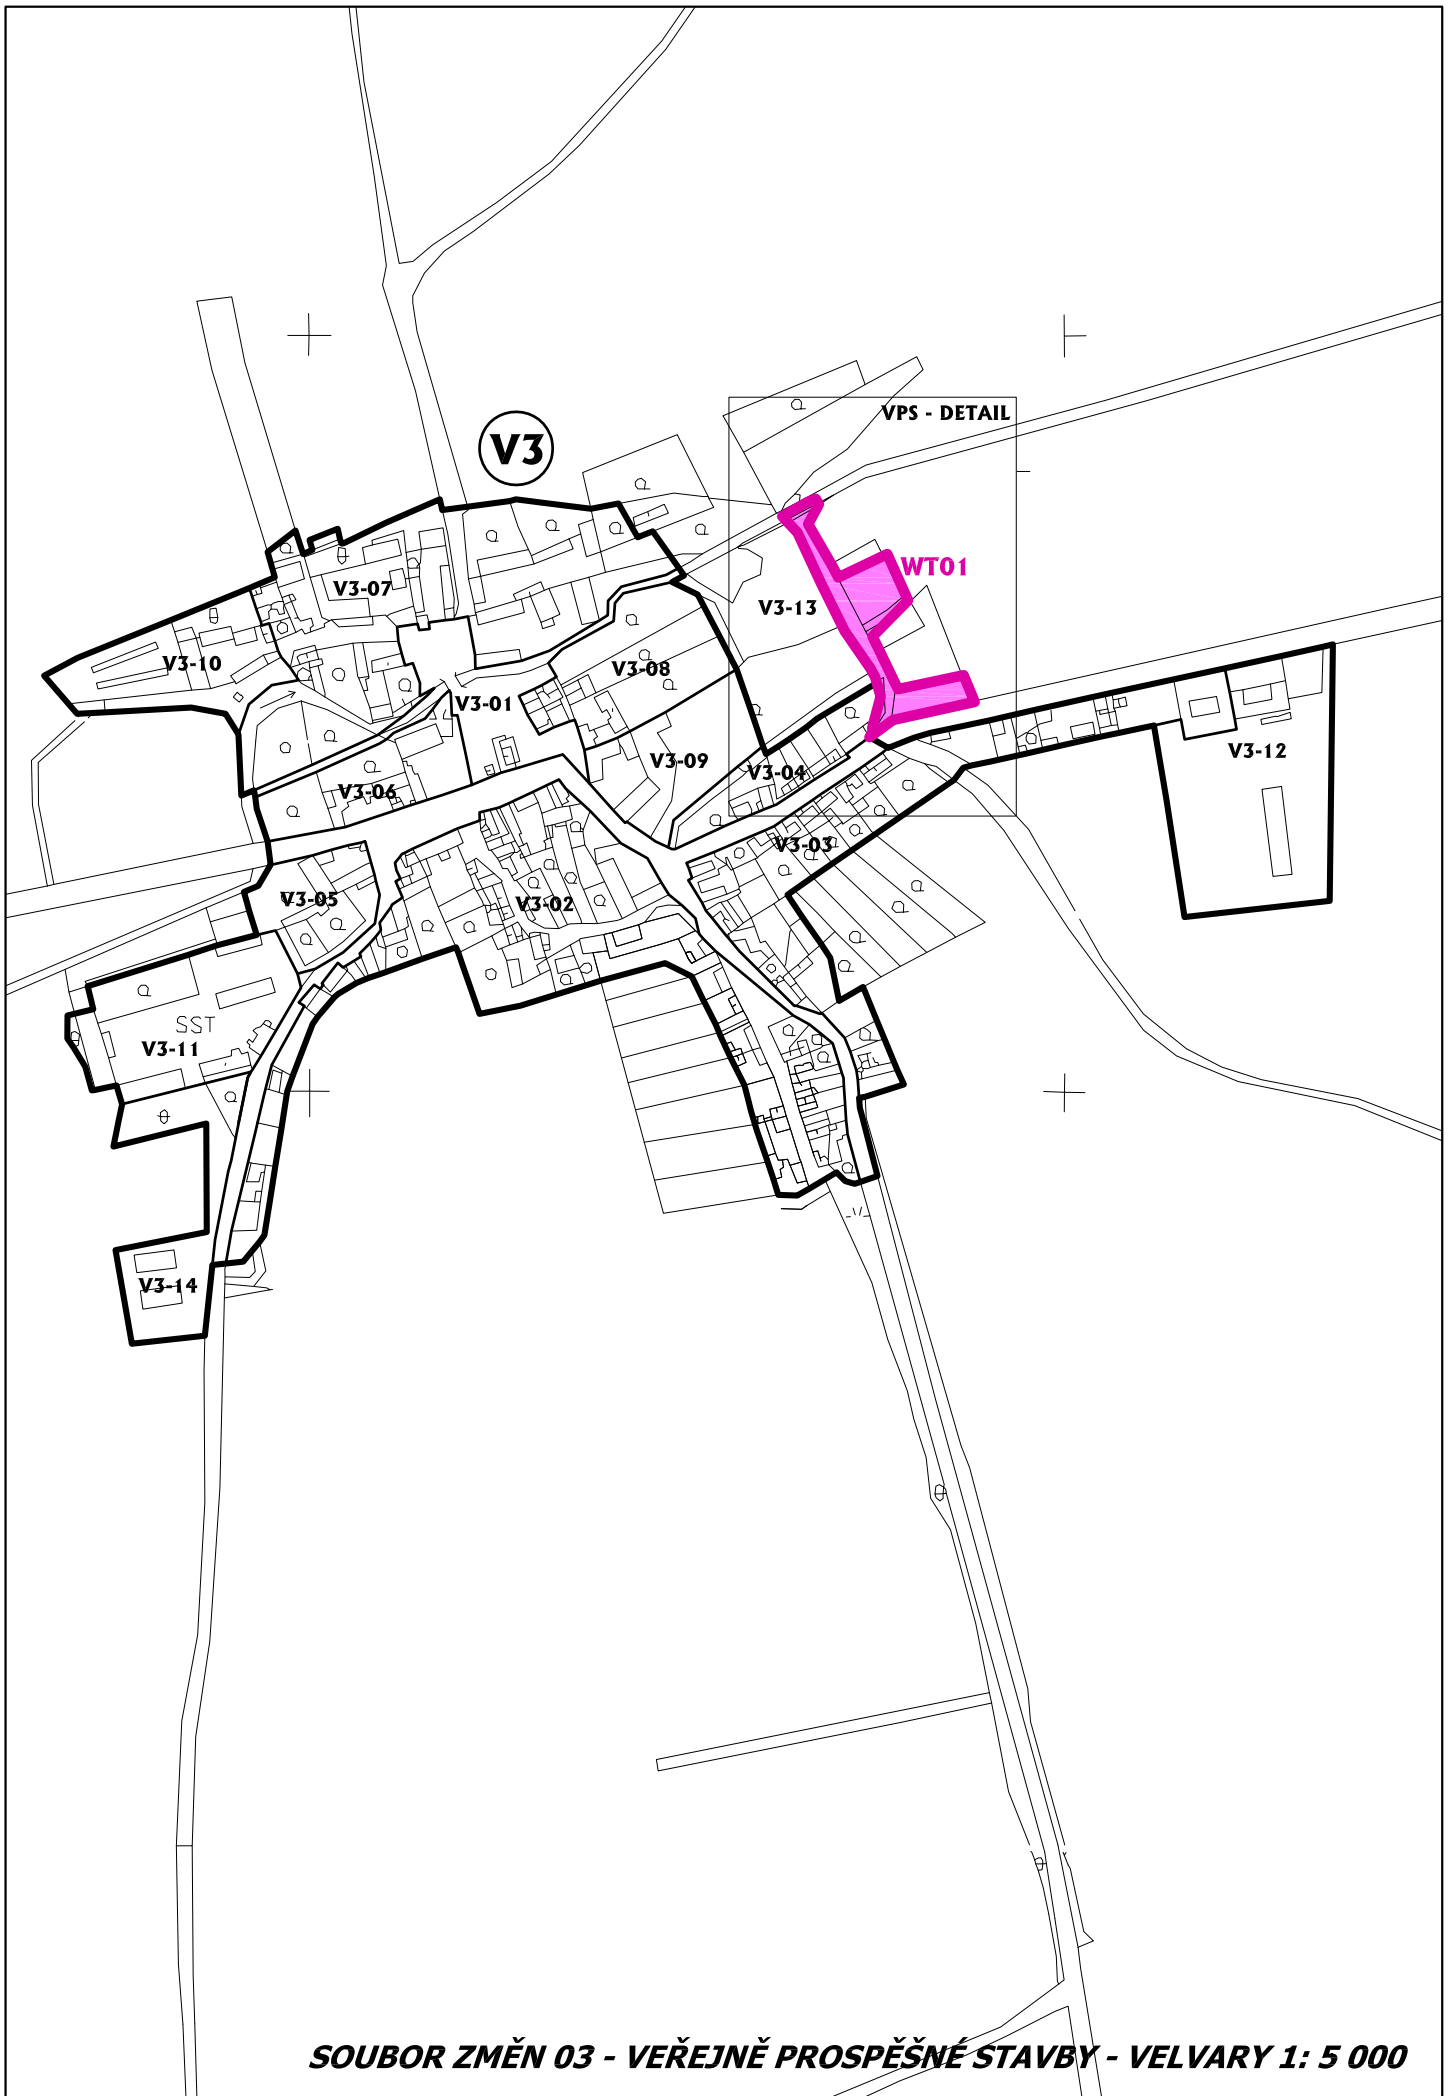 VPS - DETAIL
V3
WT01
V3-07
V3-13
V3-10
V3-08
V3-01
V3-12
V3-09
V3-04
V3-06
V3-03
V3-05
V3-02
SST
V3-11
V3-14
SOUBOR ZMĚN 03 - VEŘEJNĚ PROSPĚŠNÉ STAVBY - VELVARY 1: 5 000